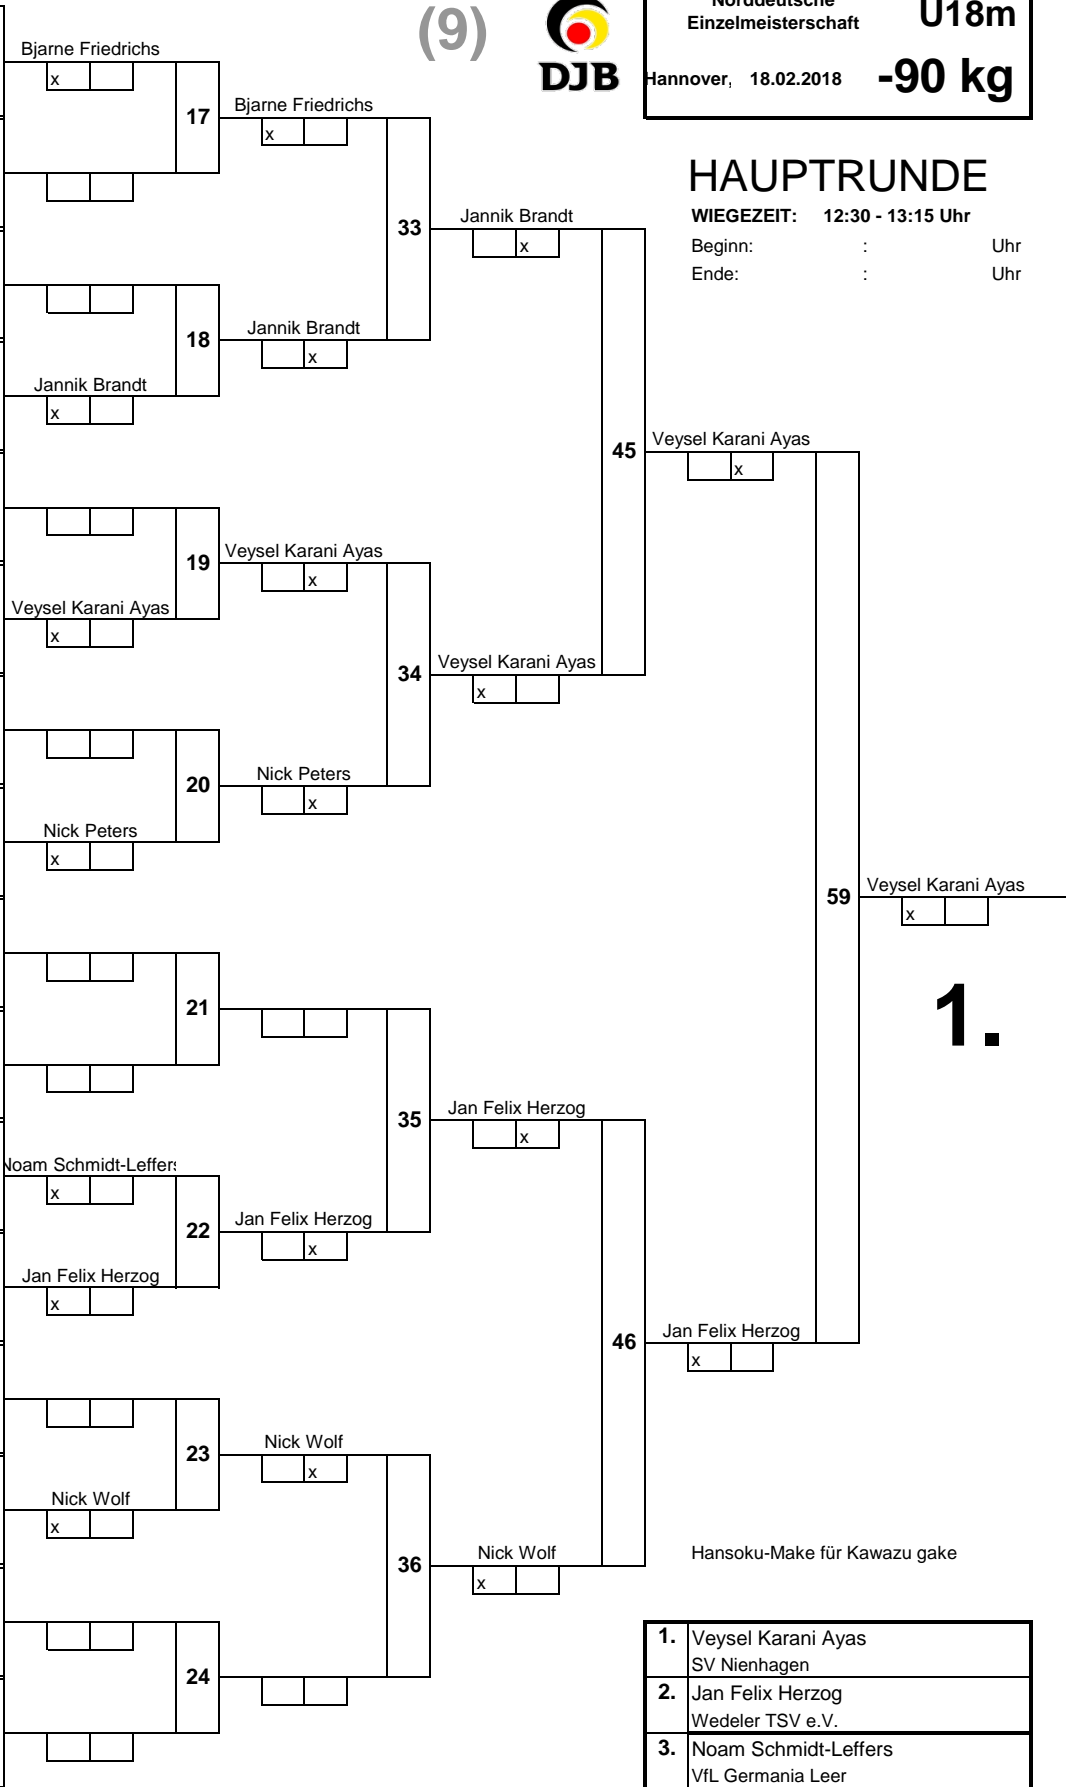 Norddeutsche
Einzelmeisterschaft
U18m
Hannover, 18.02.2018
-90 kg
(9)
DJB
HAUPTRUNDE
WIEGEZEIT: 12:30 - 13:15 Uhr
Beginn: : Uhr
Ende: : Uhr
Bjarne Friedrichs
x
17
Bjarne Friedrichs
x
33
Jannik Brandt
x
18
Jannik Brandt
x
Jannik Brandt
x
45
Veysel Karani Ayas
x
19
Veysel Karani Ayas
x
Veysel Karani Ayas
x
34
Veysel Karani Ayas
x
20
Nick Peters
x
Nick Peters
x
59
Veysel Karani Ayas
x
1.
21
35
Jan Felix Herzog
x
Noam Schmidt-Leffers
x
22
Jan Felix Herzog
x
Jan Felix Herzog
x
46
Jan Felix Herzog
x
23
Nick Wolf
x
Nick Wolf
x
36
Nick Wolf
x
24
Hansoku-Make für Kawazu gake
1. Veysel Karani Ayas
SV Nienhagen
2. Jan Felix Herzog
Wedeler TSV e.V.
3. Noam Schmidt-Leffers
VfL Germania Leer